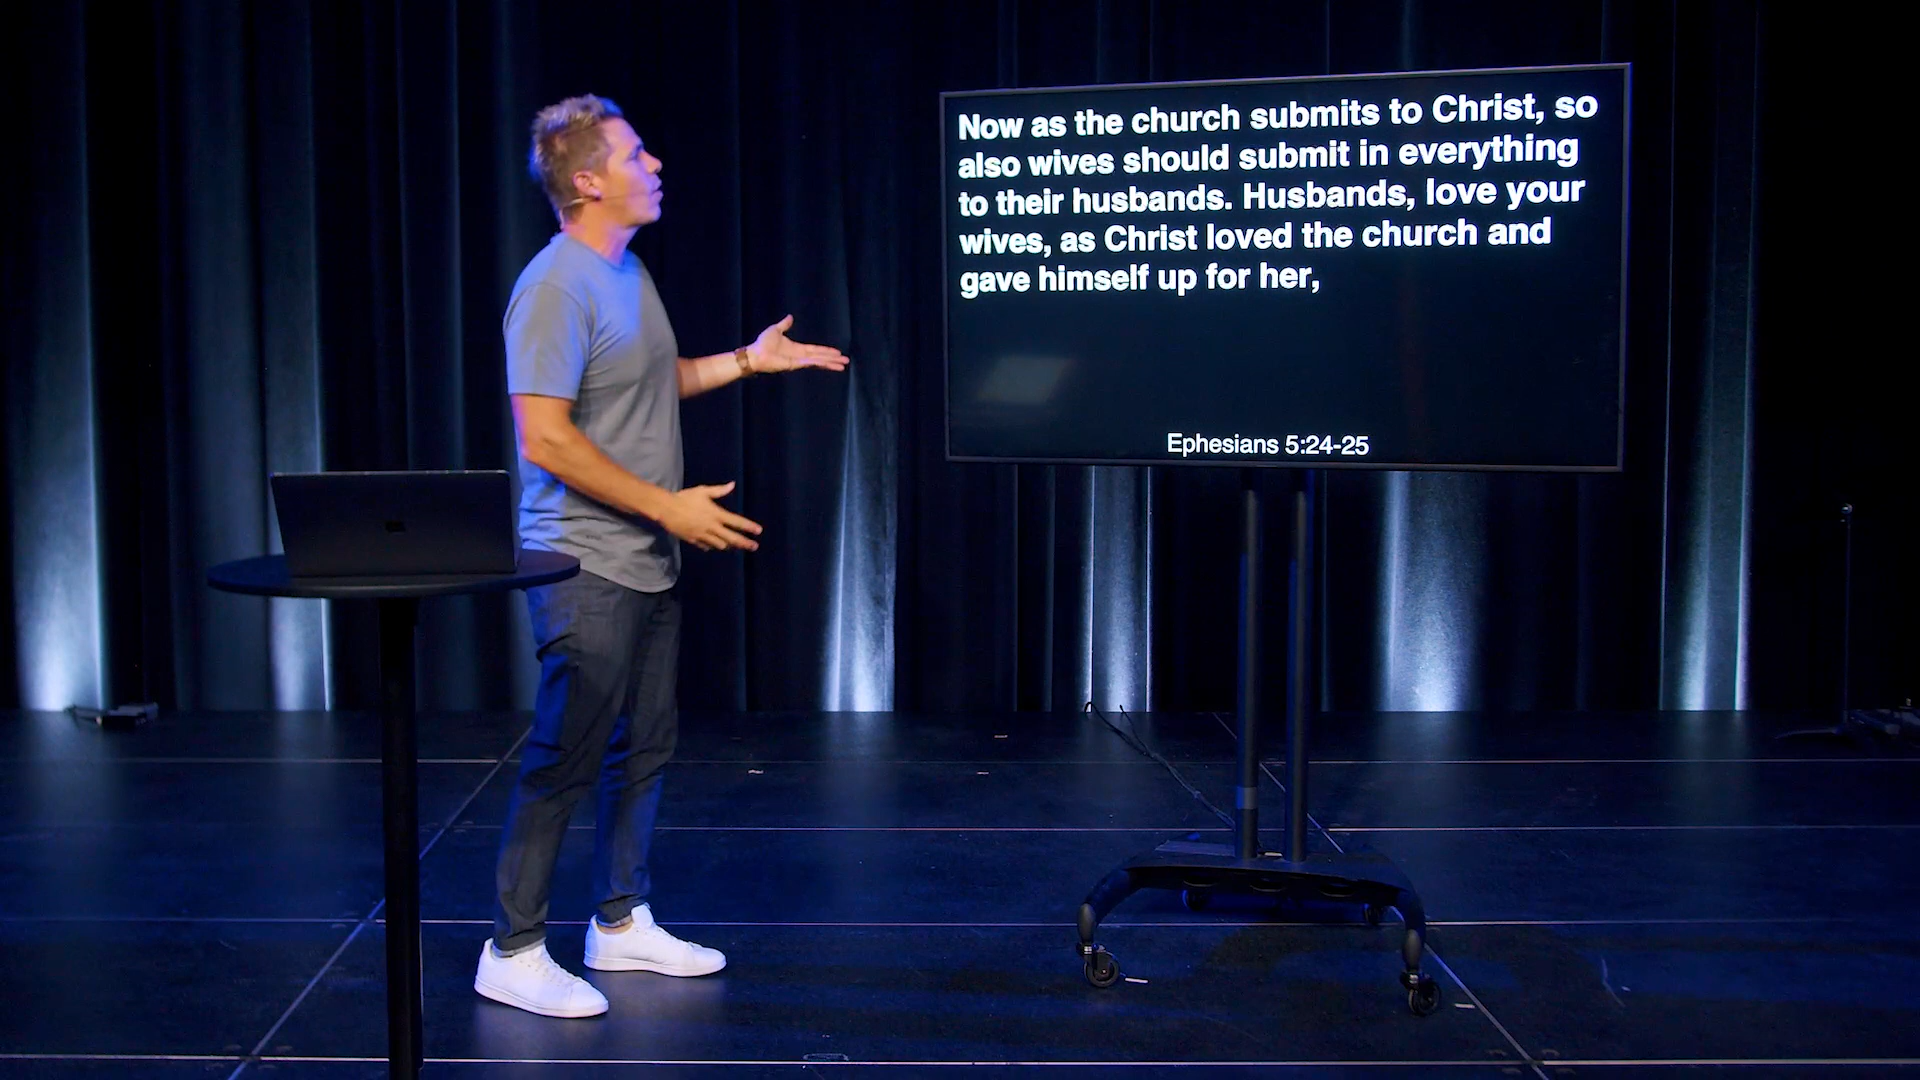 Now as the church submits to Christ, so
also wives should submit in everything
to their husbands. Husbands, love your
wives, as Christ loved the church and
gave himself up for her,
Ephesians 5:24-25